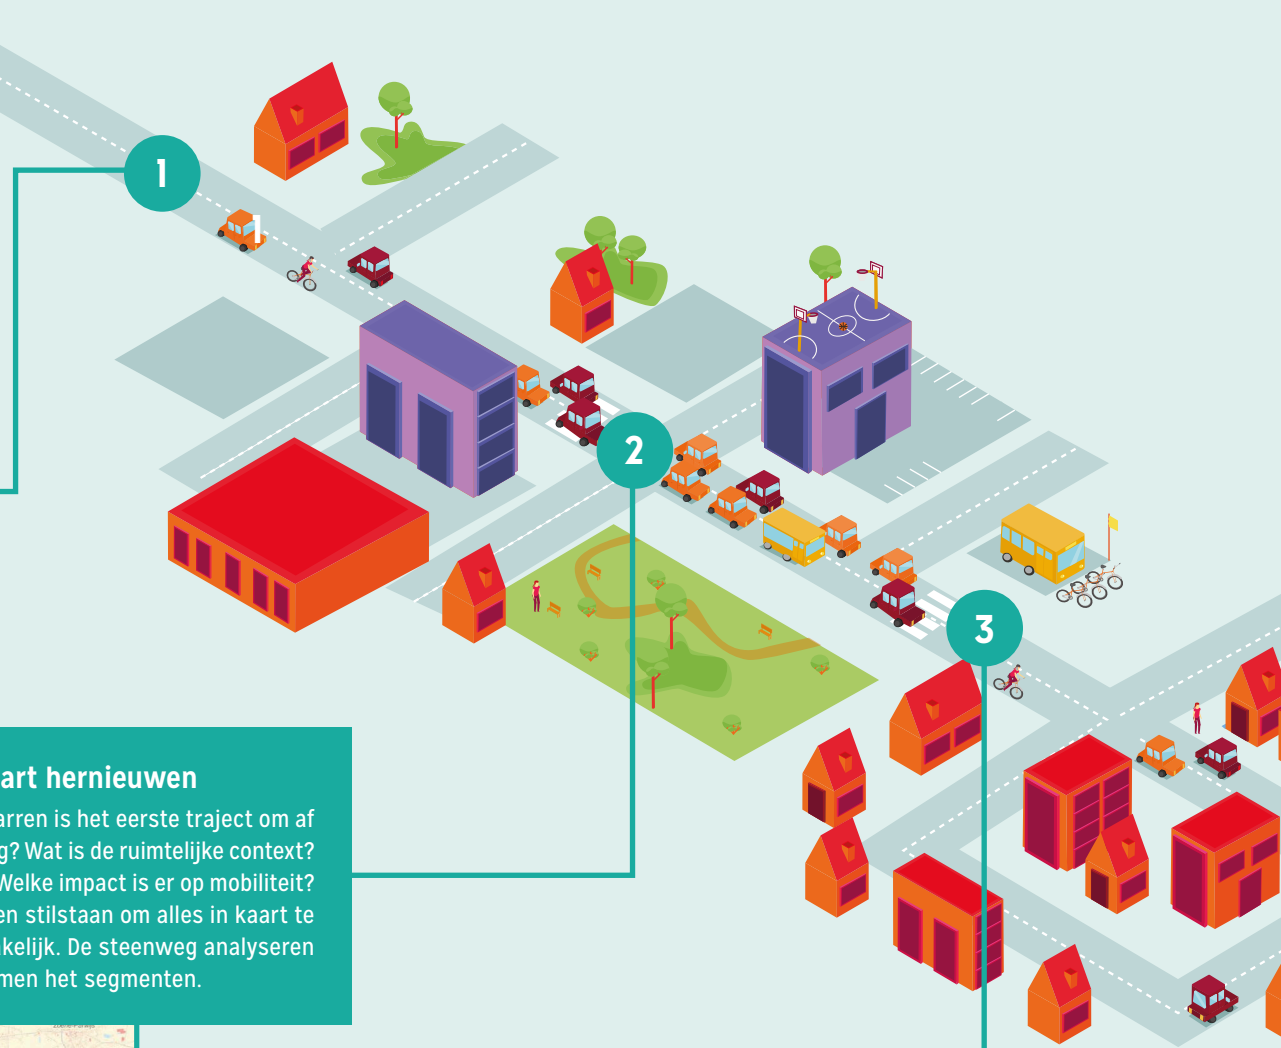 1
1
2
3
art hernieuwen
arren is het eerste traject om af
g? Wat is de ruimtelijke context?
Welke impact is er op mobiliteit?
en stilstaan om alles in kaart te
kelijk. De steenweg analyseren
men het segmenten.